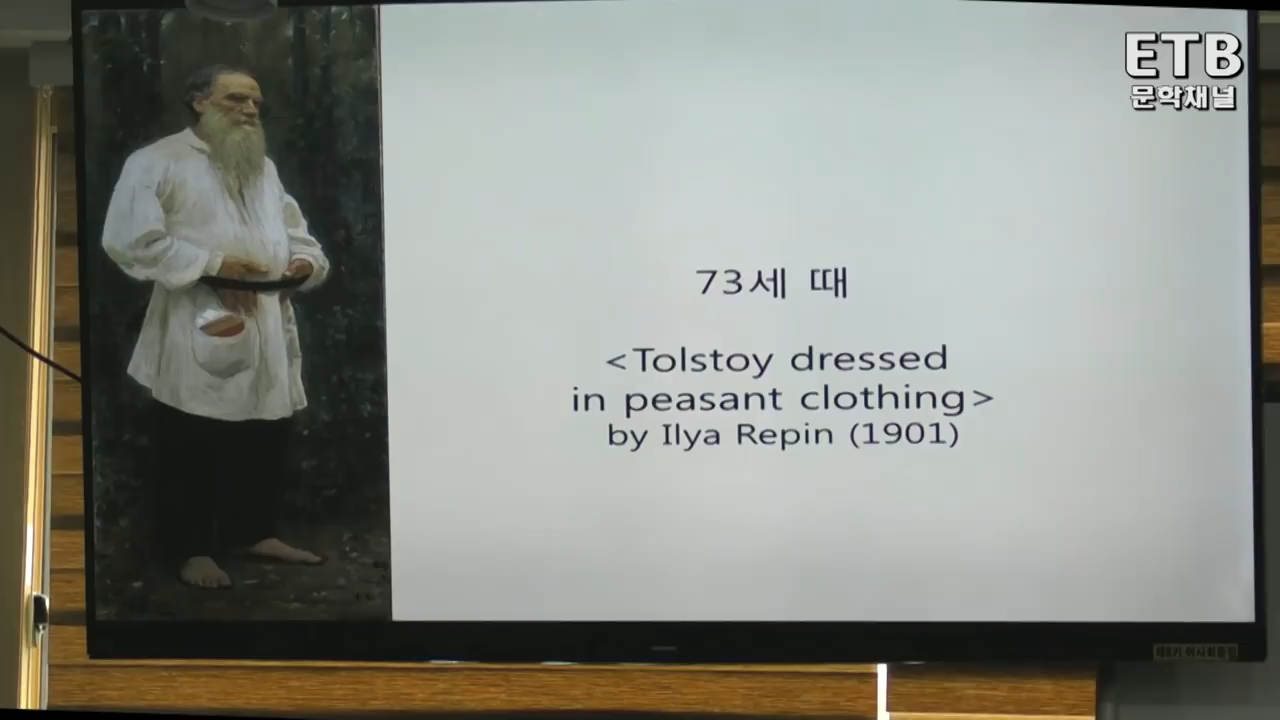 ETB
문학채널
73세 때
<Tolstoy dressed
in peasant clothing>
by Ilya Repin (1901)